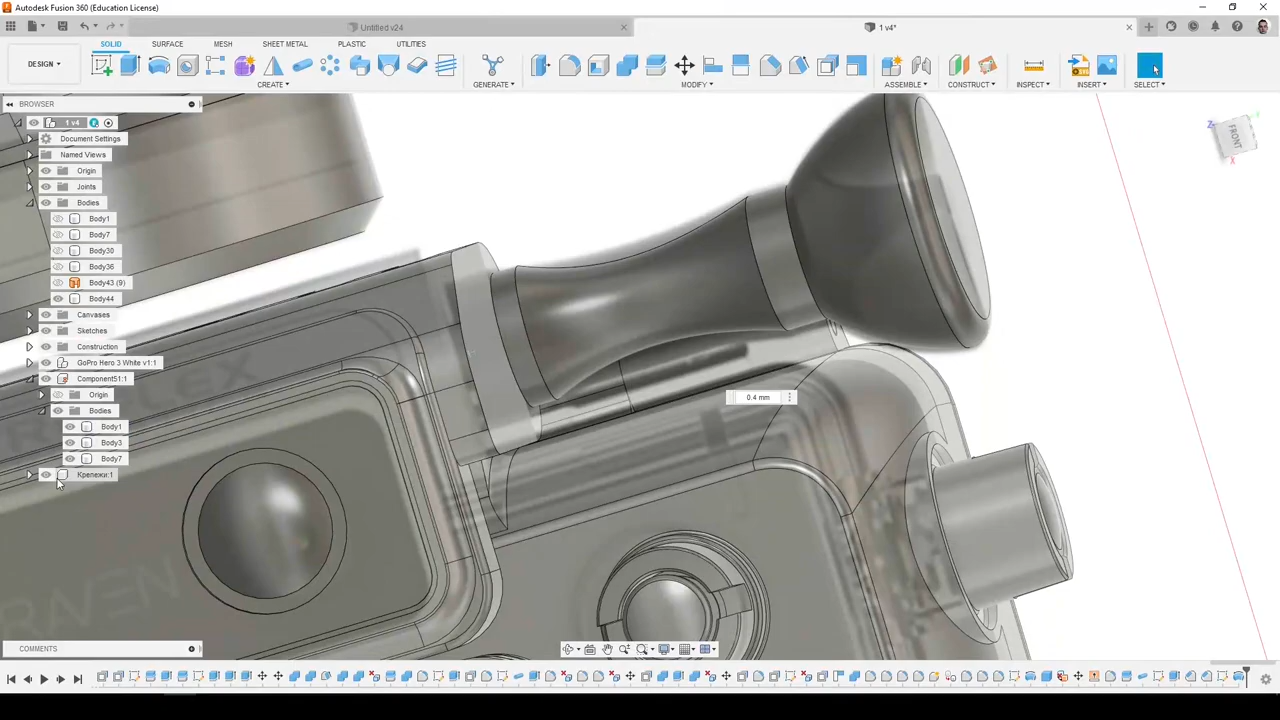 Autodesk Fusion 360 (Education License)
Untitled v24
1 v4*
SOLID SURFACE MESH SHEET METAL PLASTIC UTILITIES
DESIGN
CREATE GENERATE MODIFY ASSEMBLE CONSTRUCT INSPECT INSERT SELECT
BROWSER
1 v4
Document Settings
Named Views
Origin
Joints
Bodies
Body1
Body7
Body30
Body36
Body43 (9)
Body44
Canvases
Sketches
Construction
GoPro Hero 3 White v1:1
Component51:1
Origin
Bodies
Body1
Body3
Body7
Крепежи:1
FRONT
Z
X
0.4 mm
COMMENTS